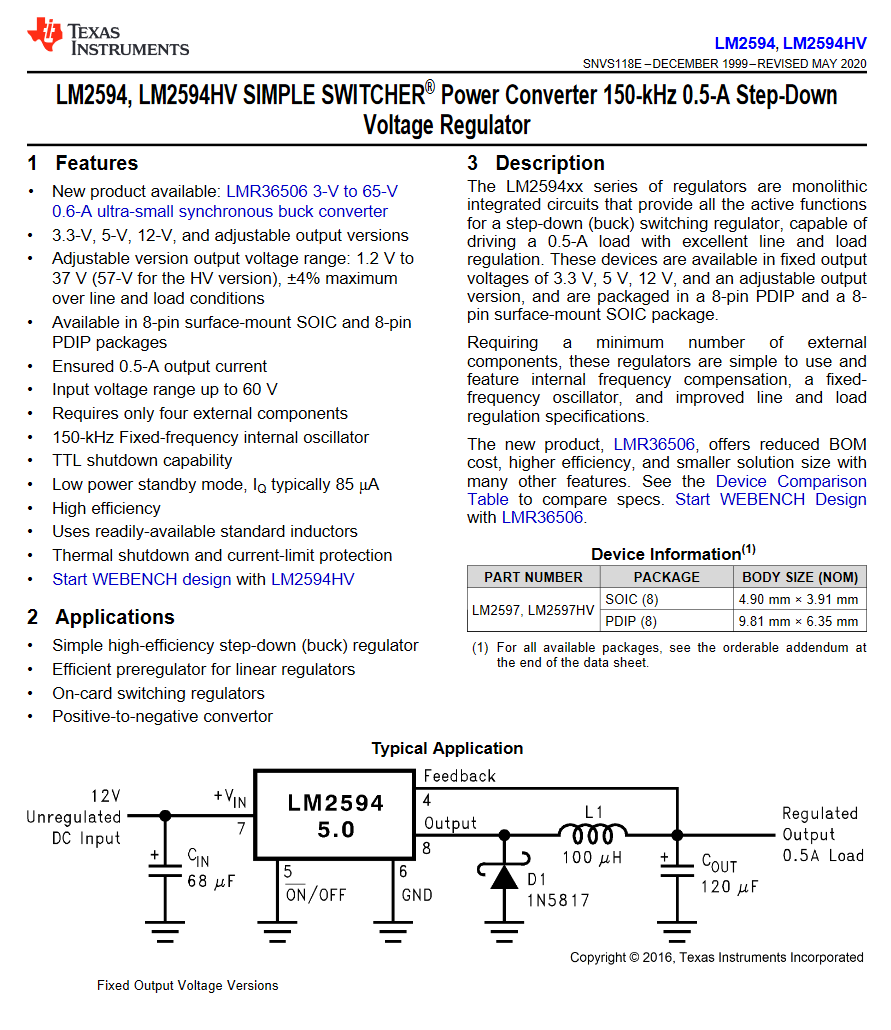 TEXAS
INSTRUMENTS
LM2594, LM2594HV
SNVS118E – DECEMBER 1999 – REVISED MAY 2020
LM2594, LM2594HV SIMPLE SWITCHER® Power Converter 150-kHz 0.5-A Step-Down
Voltage Regulator
1 Features
• New product available: LMR36506 3-V to 65-V
0.6-A ultra-small synchronous buck converter
• 3.3-V, 5-V, 12-V, and adjustable output versions
• Adjustable version output voltage range: 1.2 V to
37 V (57-V for the HV version), ±4% maximum
over line and load conditions
• Available in 8-pin surface-mount SOIC and 8-pin
PDIP packages
• Ensured 0.5-A output current
• Input voltage range up to 60 V
• Requires only four external components
• 150-kHz Fixed-frequency internal oscillator
• TTL shutdown capability
• Low power standby mode, IQ typically 85 μA
• High efficiency
• Uses readily-available standard inductors
• Thermal shutdown and current-limit protection
• Start WEBENCH design with LM2594HV
2 Applications
• Simple high-efficiency step-down (buck) regulator
• Efficient preregulator for linear regulators
• On-card switching regulators
• Positive-to-negative convertor
3 Description
The LM2594xx series of regulators are monolithic
integrated circuits that provide all the active functions
for a step-down (buck) switching regulator, capable of
driving a 0.5-A load with excellent line and load
regulation. These devices are available in fixed output
voltages of 3.3 V, 5 V, 12 V, and an adjustable output
version, and are packaged in a 8-pin PDIP and a 8-
pin surface-mount SOIC package.
Requiring a minimum number of external
components, these regulators are simple to use and
feature internal frequency compensation, a fixed-
frequency oscillator, and improved line and load
regulation specifications.
The new product, LMR36506, offers reduced BOM
cost, higher efficiency, and smaller solution size with
many other features. See the Device Comparison
Table to compare specs. Start WEBENCH Design
with LMR36506.
Device Information(1)
PART NUMBER PACKAGE BODY SIZE (NOM)
LM2597, LM2597HV
SOIC (8) 4.90 mm × 3.91 mm
PDIP (8) 9.81 mm × 6.35 mm
(1) For all available packages, see the orderable addendum at
the end of the data sheet.
Typical Application
12V
Unregulated
DC Input
+VIN
7
LM2594
5.0
Feedback
4
Output
8
+
CIN
68 μF
5
ON/OFF
6
GND
D1
1N5817
L1
100 μH
+
COUT
120 μF
Regulated
Output
0.5A Load
Copyright © 2016, Texas Instruments Incorporated
Fixed Output Voltage Versions